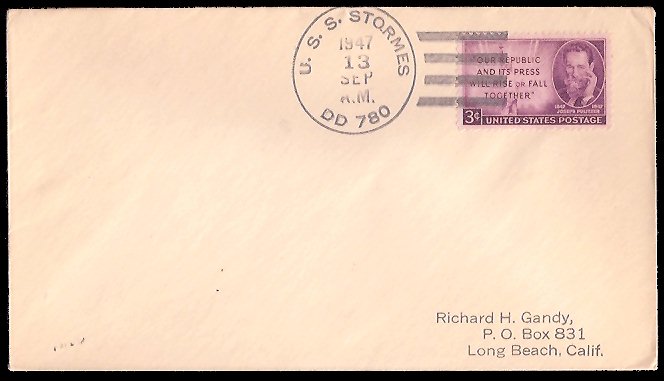 U. S. S. STORMES
1947
13
SEP
A.M.
DD 780
"OUR REPUBLIC
AND ITS PRESS
WILL RISE OR FALL
TOGETHER"
1847 1947
JOSEPH PULITZER
3¢ UNITED STATES POSTAGE
Richard H. Gandy,
P. O. Box 831
Long Beach, Calif.